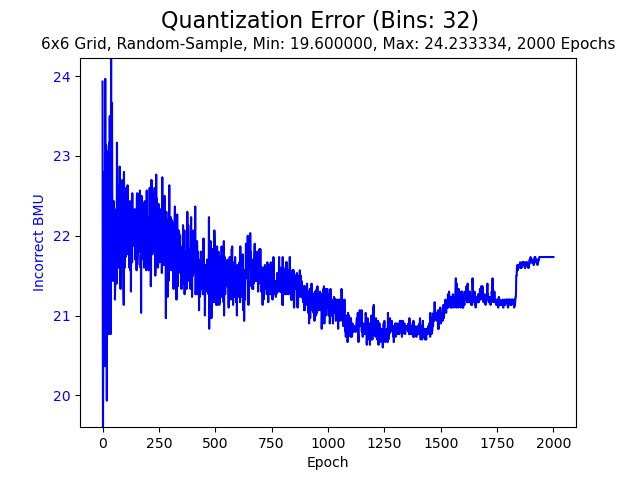 Quantization Error (Bins: 32)
6x6 Grid, Random-Sample, Min: 19.600000, Max: 24.233334, 2000 Epochs
24
23
22
21
20
Incorrect BMU
0 250 500 750 1000 1250 1500 1750 2000
Epoch